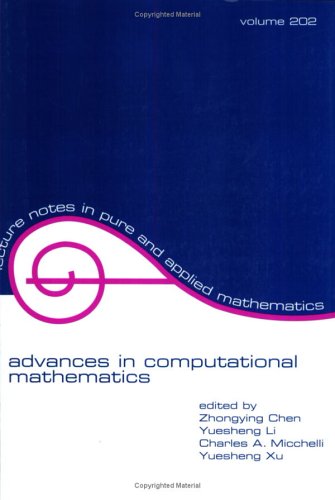 Copyrighted Material
volume 202
lecture notes in pure and applied mathematics
advances in computational
mathematics
edited by
Zhongying Chen
Yuesheng Li
Charles A. Micchelli
Yuesheng Xu
Copyrighted Material